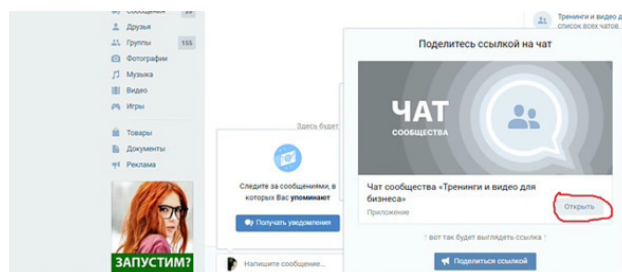 Сообщения
Друзья
Группы 155
Фотографии
Музыка
Видео
Игры
Товары
Документы
Реклама
ЗАПУСТИМ?
Здесь будет
Следите за сообщениями, в
которых Вас упоминают
Получать уведомления
Напишите сообщение...
Тренинги и видео д
список всех чатов.
Поделитесь ссылкой на чат
ЧАТ
СООБЩЕСТВА
Чат сообщества «Тренинги и видео для
бизнеса»
Приложение
Открыть
↑ вот так будет выглядеть ссылка ↑
Поделиться ссылкой